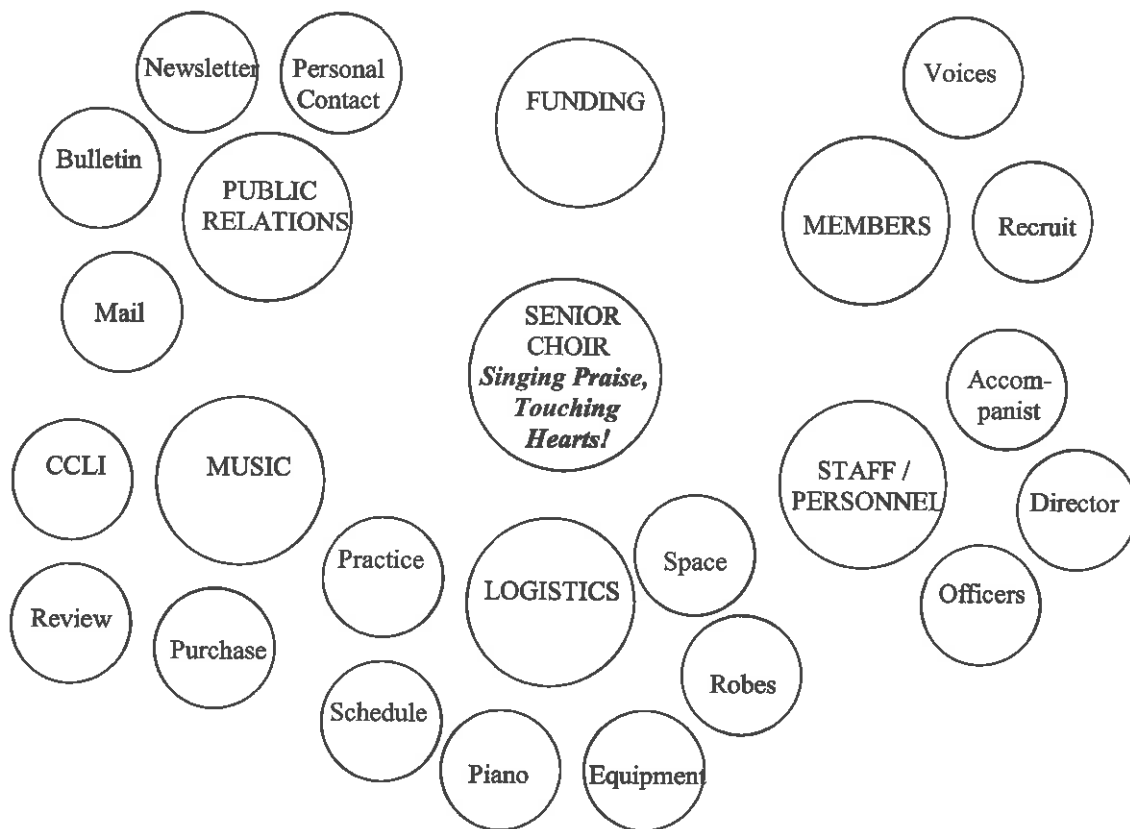 Newsletter
Personal
Contact
Bulletin
PUBLIC
RELATIONS
Mail
FUNDING
Voices
MEMBERS
Recruit
SENIOR
CHOIR
Singing Praise,
Touching
Hearts!
CCLI
MUSIC
Review
Purchase
Practice
LOGISTICS
Space
Schedule
Piano
Equipment
Robes
Accom-
panist
STAFF /
PERSONNEL
Director
Officers